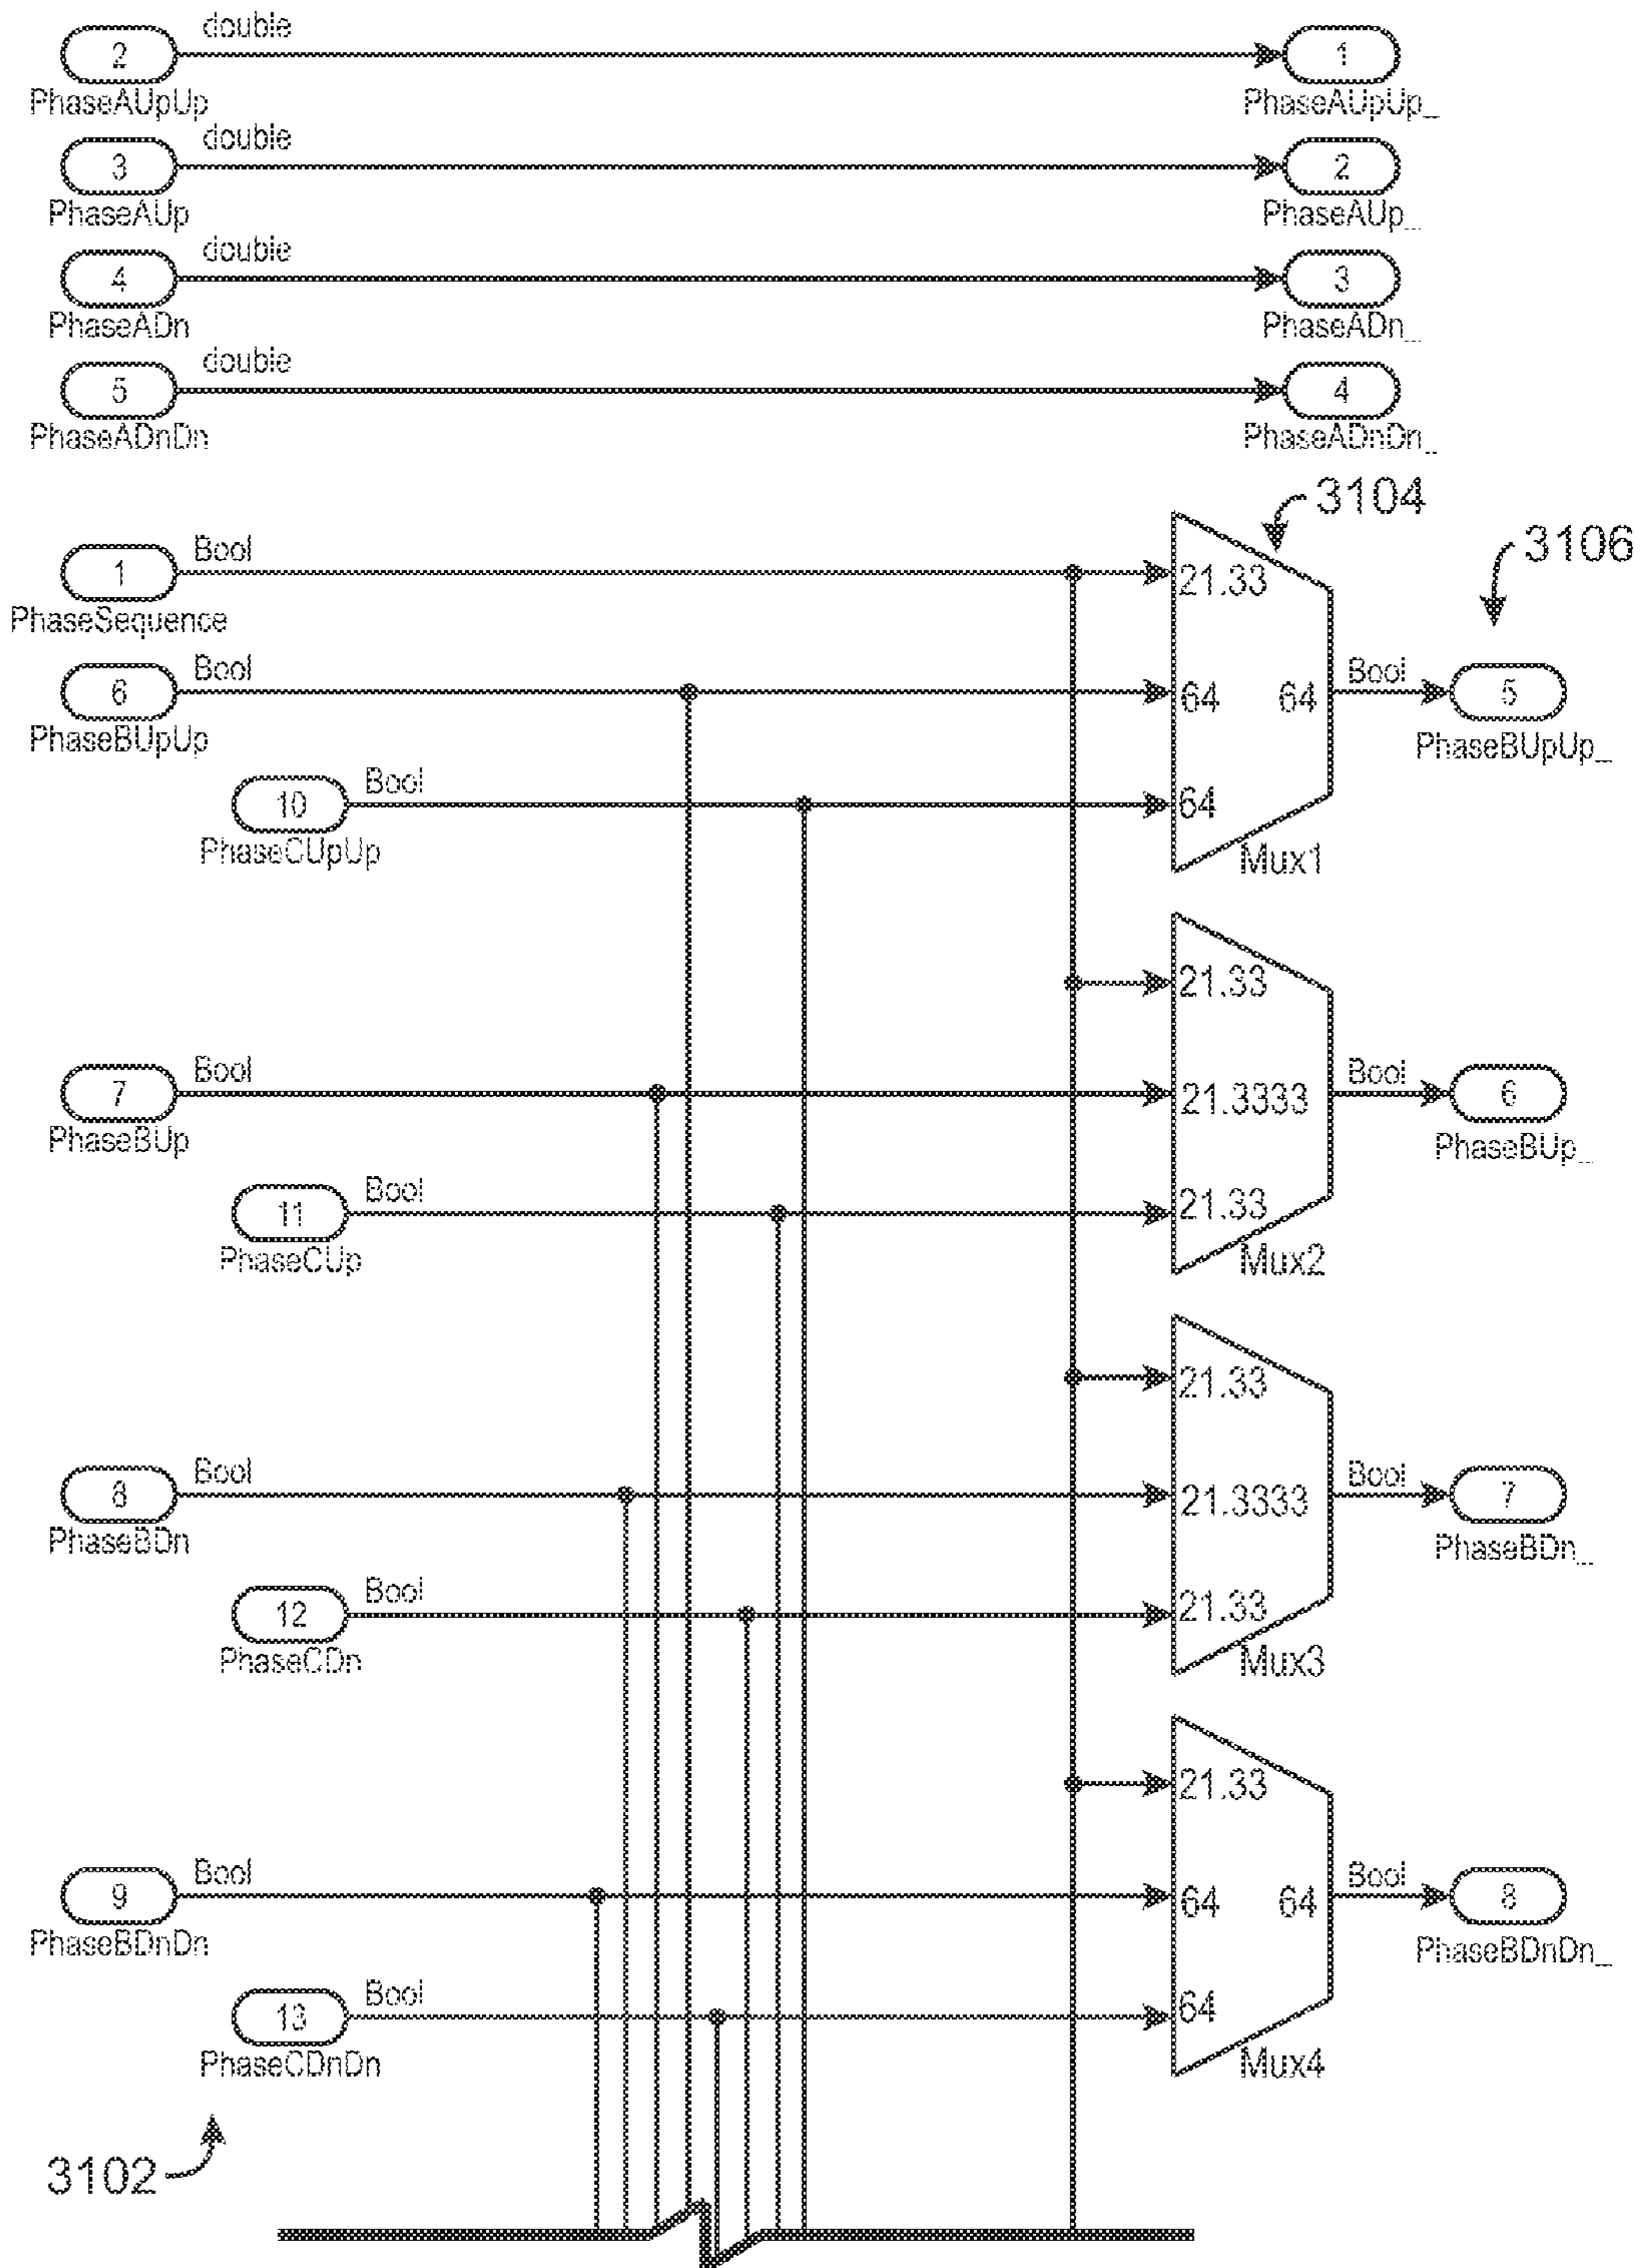 double
2
1
PhaseAUpUp
PhaseAUpUp_
double
3
2
PhaseAUp
PhaseAUp_
double
4
3
PhaseADn
PhaseADn_
double
5
4
PhaseADnDn
PhaseADnDn_
3104
3106
Bool
1
21.33
PhaseSequence
Bool
6
64
64
Bool
5
PhaseBUpUp
PhaseBUpUp_
Bool
10
64
PhaseCUpUp
Mux1
21.33
Bool
7
21.3333
Bool
6
PhaseBUp
PhaseBUp_
Bool
11
21.33
PhaseCUp
Mux2
21.33
Bool
8
21.3333
Bool
7
PhaseBDn
PhaseBDn_
Bool
12
21.33
PhaseCDn
Mux3
21.33
Bool
9
64
64
Bool
8
PhaseBDnDn
PhaseBDnDn_
Bool
13
64
PhaseCDnDn
Mux4
3102